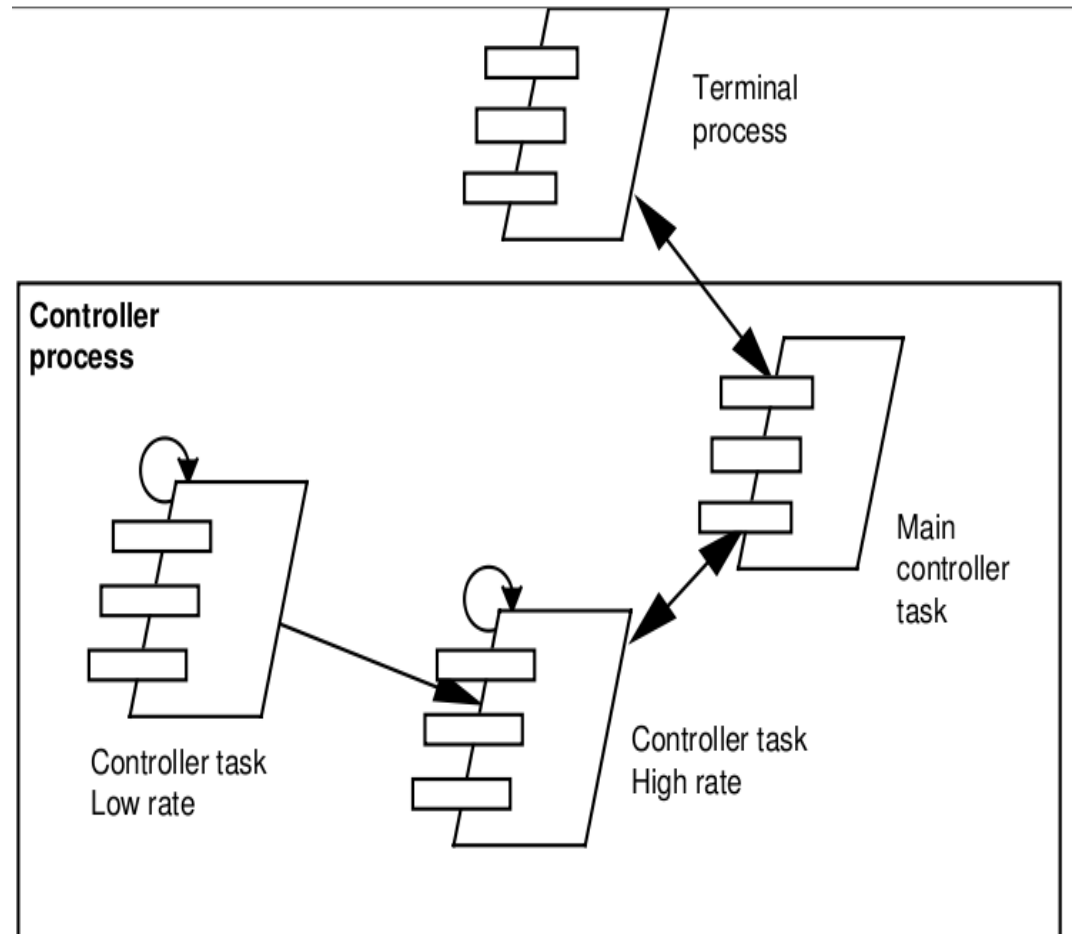 Terminal
process
Controller
process
Main
controller
task
Controller task
Low rate
Controller task
High rate